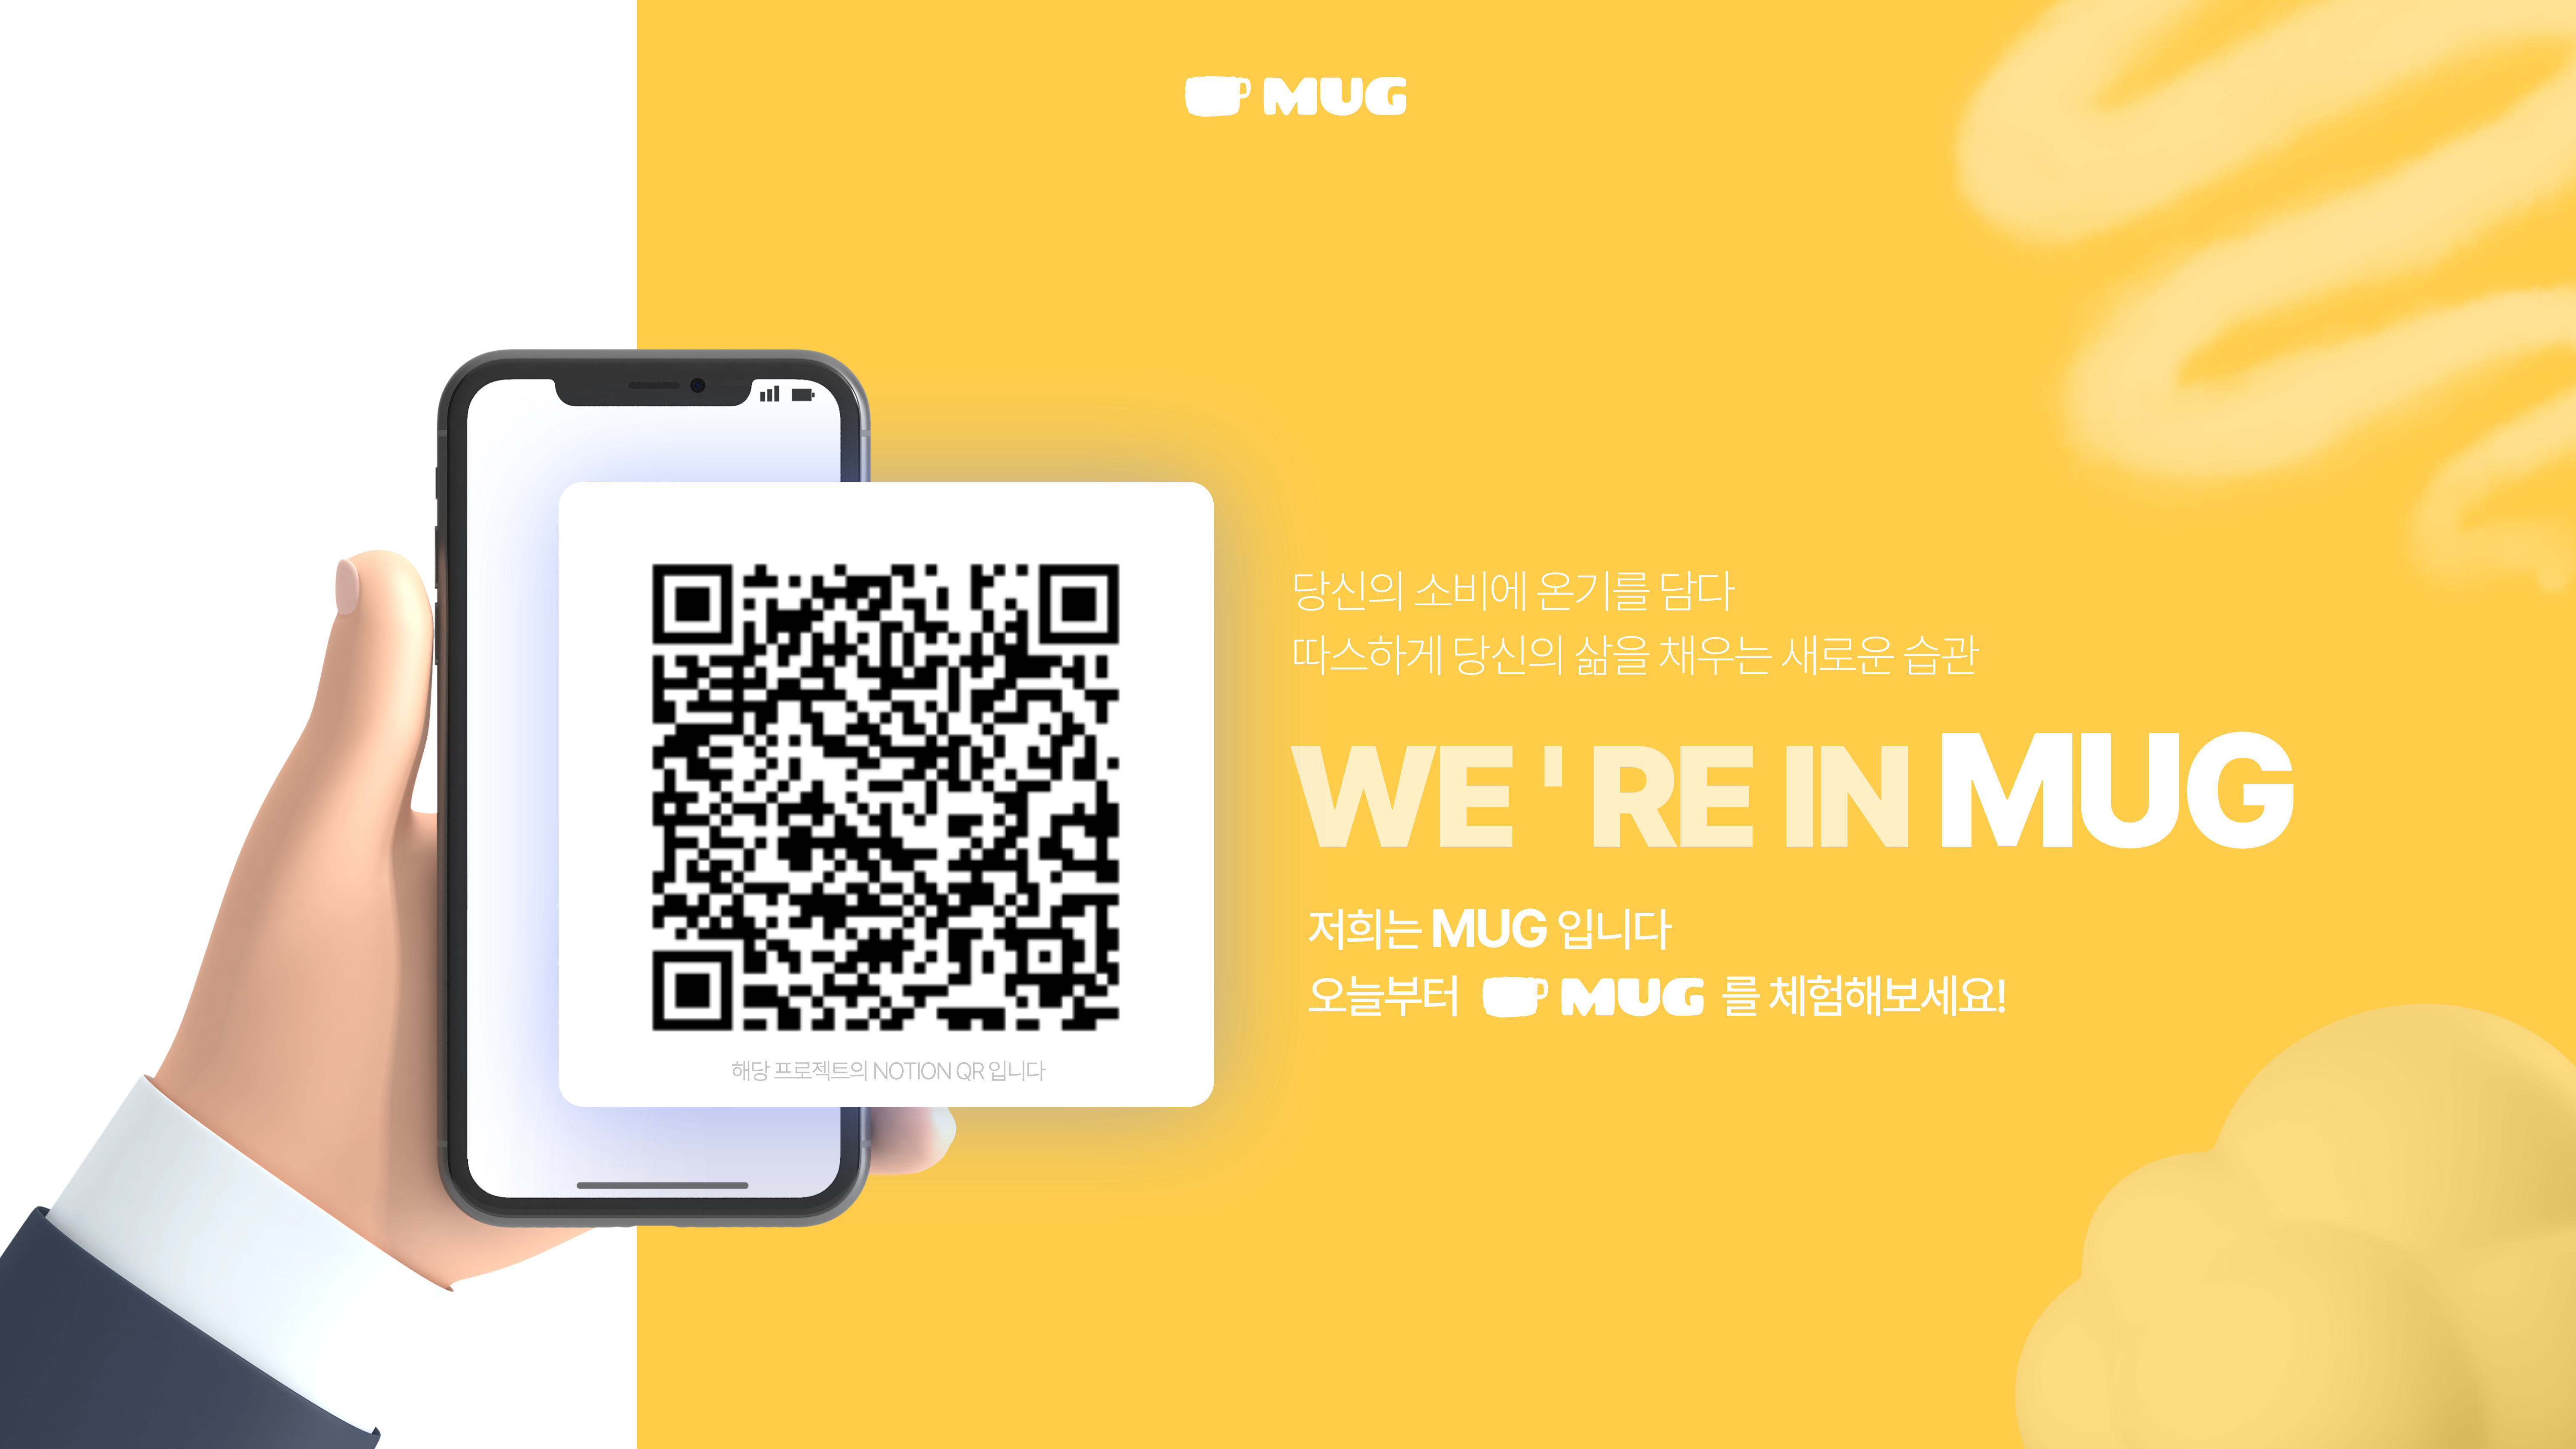 MUG
당신의 소비에 온기를 담다
따스하게 당신의 삶을 채우는 새로운 습관
WE ' RE IN MUG
저희는 MUG 입니다
오늘부터 MUG 를 체험해보세요!
해당 프로젝트의 NOTION QR 입니다